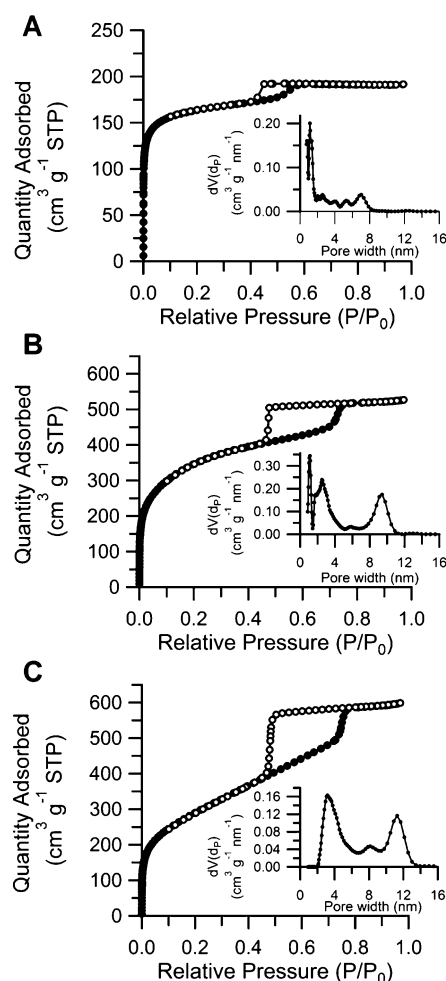 A
Quantity Adsorbed
(cm³ g⁻¹ STP)
250
200
150
100
50
0
0.0 0.2 0.4 0.6 0.8 1.0
Relative Pressure (P/P₀)
dV(dₚ)
(cm³ g⁻¹ nm⁻¹)
0.20
0.10
0.00
0 4 8 12 16
Pore width (nm)
B
Quantity Adsorbed
(cm³ g⁻¹ STP)
600
500
400
300
200
100
0
0.0 0.2 0.4 0.6 0.8 1.0
Relative Pressure (P/P₀)
dV(dₚ)
(cm³ g⁻¹ nm⁻¹)
0.30
0.20
0.10
0.00
0 4 8 12 16
Pore width (nm)
C
Quantity Adsorbed
(cm³ g⁻¹ STP)
600
500
400
300
200
100
0
0.0 0.2 0.4 0.6 0.8 1.0
Relative Pressure (P/P₀)
dV(dₚ)
(cm³ g⁻¹ nm⁻¹)
0.16
0.12
0.08
0.04
0.00
0 4 8 12 16
Pore width (nm)